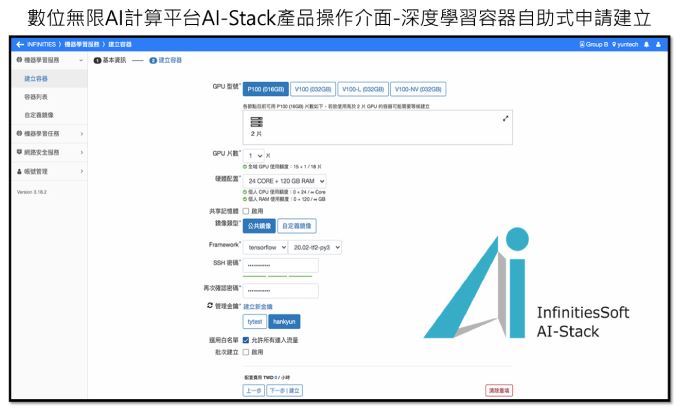 數位無限AI計算平台AI-Stack產品操作介面-深度學習容器自助式申請建立
← INFINITIES 〉機器學習服務 〉建立容器
Group B yuntech
機器學習服務
建立容器
容器列表
自定義鏡像
機器學習任務
網路安全服務
帳號管理
Version 3.18.2
1 基本資訊 — 2 建立容器
GPU 型號*
P100 (016GB) V100 (032GB) V100-L (032GB) V100-NV (032GB)
各節點目前可用 P100 (16GB) 片數如下，若欲使用高於 2 片 GPU 的容器可能需要等候建立
2 片
GPU 片數* 1 片
全域 GPU 使用額度：15 + 1 / 18 片
硬體配置* 24 CORE + 120 GB RAM
個人 CPU 使用額度：0 + 24 / ∞ Core
個人 RAM 使用額度：0 + 120 / ∞ GB
共享記憶體 啟用
鏡像類型* 公共鏡像 自定義鏡像
Framework* tensorflow 20.02-tf2-py3
SSH 密碼*
再次確認密碼*
管理金鑰* 建立新金鑰
tytest hankyun
選用白名單 允許所有連入流量
批次建立 啟用
配置費用 TWD 0 / 小時
上一步 下一步 | 建立 清除重填
InfinitiesSoft
AI-Stack